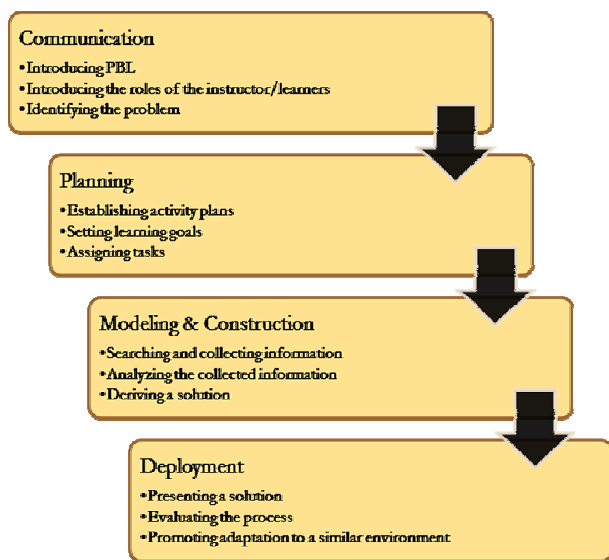 Communication
•Introducing PBL
•Introducing the roles of the instructor/learners
•Identifying the problem
Planning
•Establishing activity plans
•Setting learning goals
•Assigning tasks
Modeling & Construction
•Searching and collecting information
•Analyzing the collected information
•Deriving a solution
Deployment
•Presenting a solution
•Evaluating the process
•Promoting adaptation to a similar environment